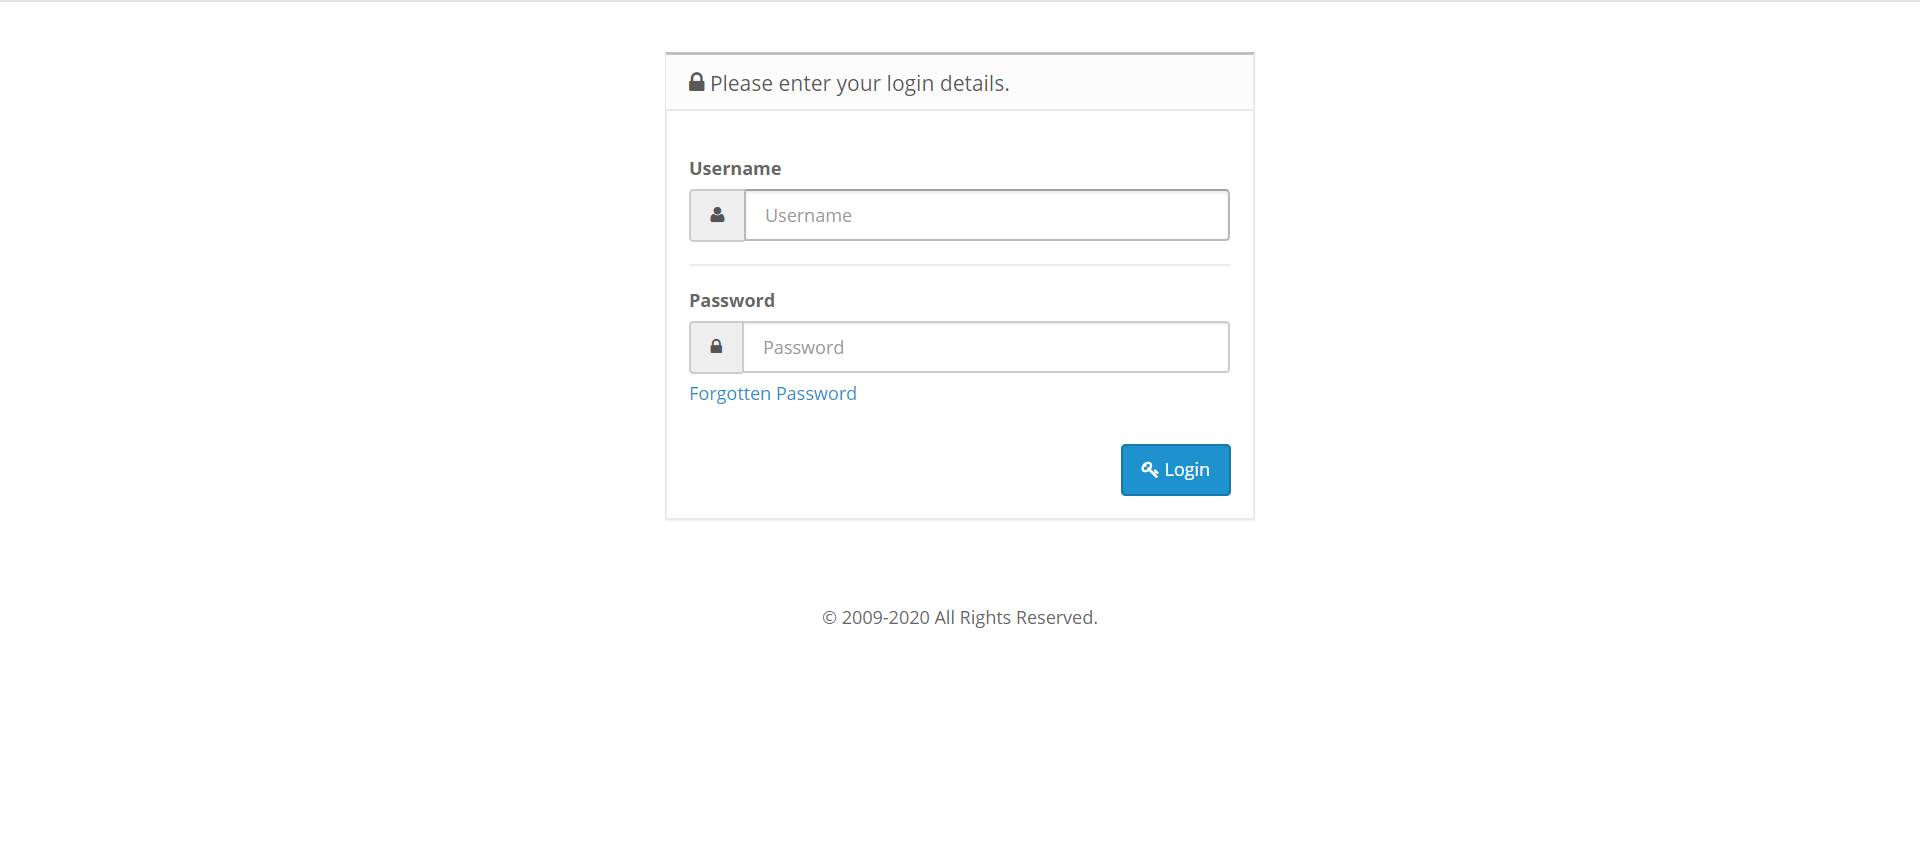 Please enter your login details.
Username
Username
Password
Password
Forgotten Password
Login
© 2009-2020 All Rights Reserved.